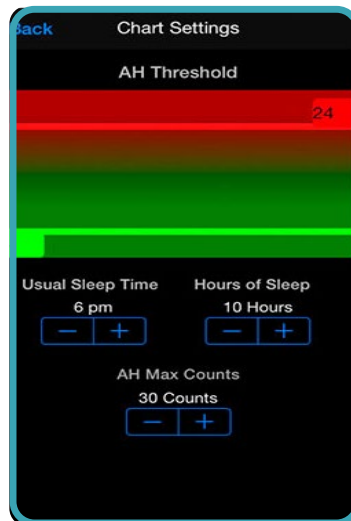 Back
Chart Settings
AH Threshold
24
Usual Sleep Time
Hours of Sleep
6 pm
10 Hours
AH Max Counts
30 Counts